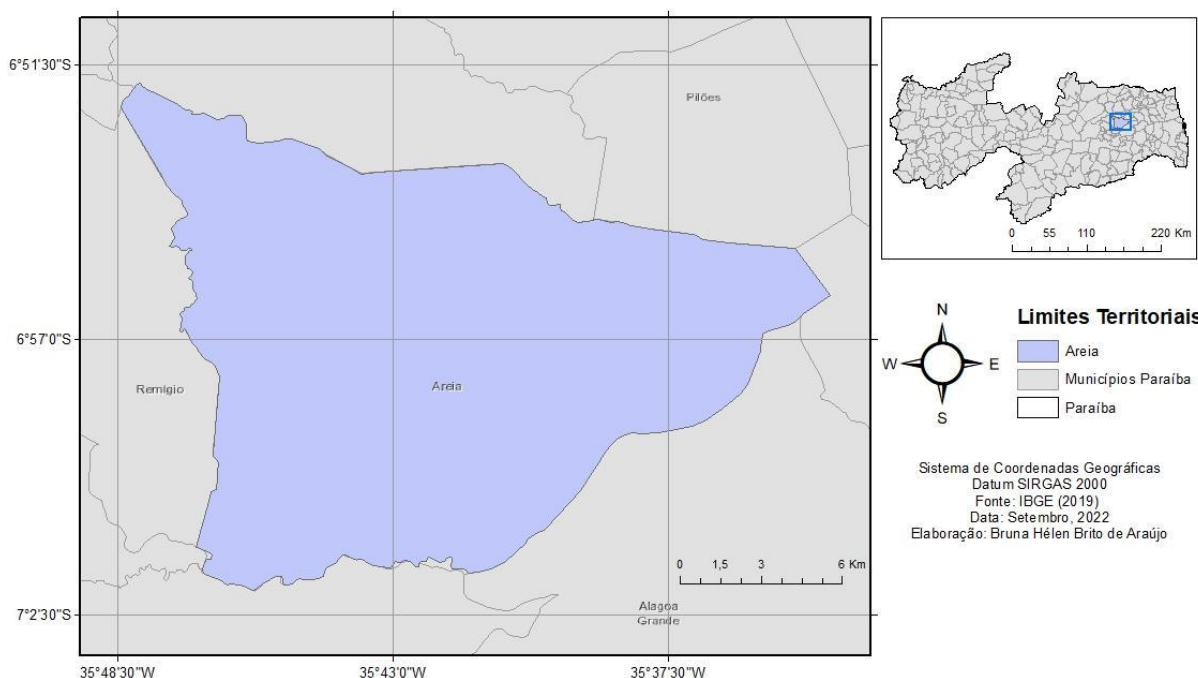 6°51'30"S
6°57'0"S
7°2'30"S
35°48'30"W
35°43'0"W
35°37'30"W
Pilões
Remígio
Areia
Alagoa
Grande
0 1,5 3 6 Km
0 55 110 220 Km
N
W E
S
Limites Territoriais
Areia
Municípios Paraíba
Paraíba
Sistema de Coordenadas Geográficas
Datum SIRGAS 2000
Fonte: IBGE (2019)
Data: Setembro, 2022
Elaboração: Bruna Hélen Brito de Araújo